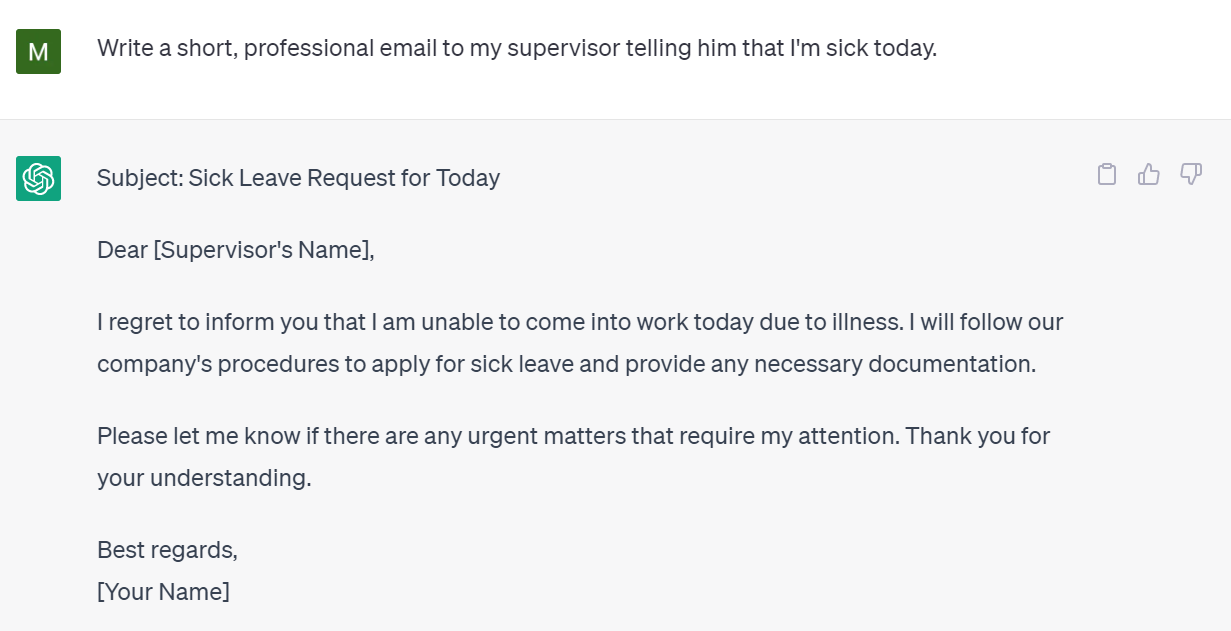 M
Write a short, professional email to my supervisor telling him that I'm sick today.
Subject: Sick Leave Request for Today
Dear [Supervisor's Name],
I regret to inform you that I am unable to come into work today due to illness. I will follow our
company's procedures to apply for sick leave and provide any necessary documentation.
Please let me know if there are any urgent matters that require my attention. Thank you for
your understanding.
Best regards,
[Your Name]